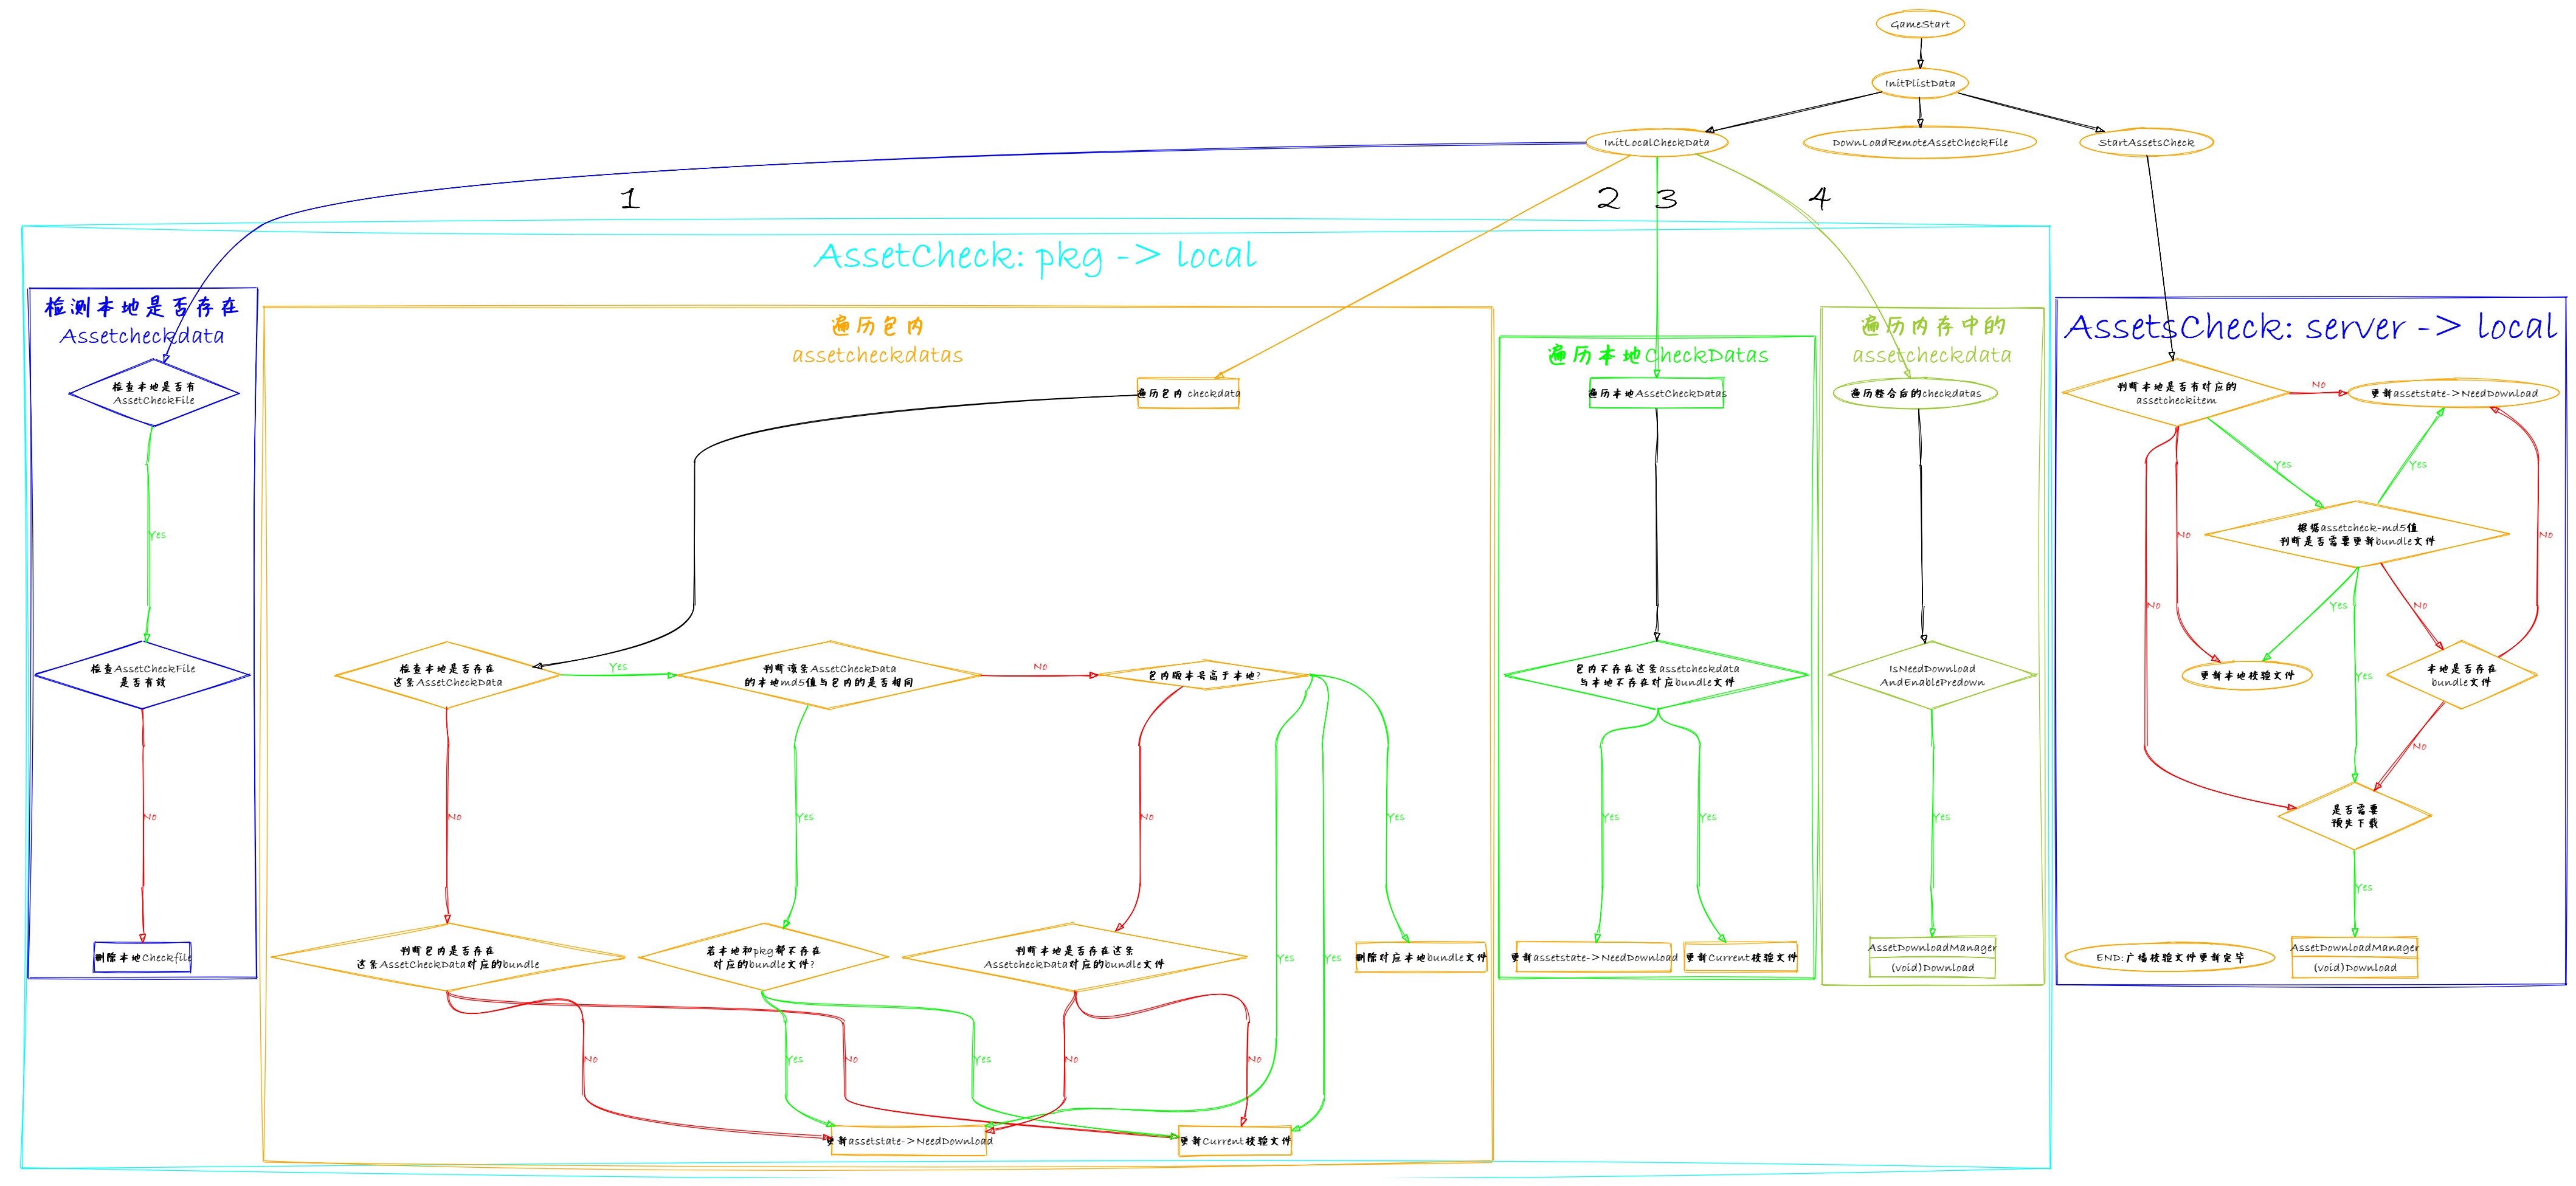 GameStart
InitPlistData
InitLocalCheckData
DownLoadRemoteAssetCheckFile
StartAssetsCheck
1
2
3
4
AssetCheck: pkg -> local
检测本地是否存在
Assetcheckdata
检查本地是否有
AssetCheckFile
Yes
检查AssetCheckFile
是否有效
No
删除本地Checkfile
遍历包内
assetcheckdatas
遍历包内 checkdata
检查本地是否存在
这条AssetCheckData
Yes
判断该条AssetCheckData
的本地md5值与包内的是否相同
No
包内版本号高于本地?
No
Yes
No
Yes
判断包内是否存在
这条AssetCheckData对应的bundle
若本地和pkg都不存在
对应的bundle文件?
判断本地是否存在这条
AssetcheckData对应的bundle文件
Yes
Yes
删除对应本地bundle文件
No
Yes
No
Yes
No
No
更新assetstate->NeedDownload
更新Current校验文件
遍历本地CheckDatas
遍历本地AssetCheckDatas
包内不存在这条assetcheckdata
与本地不存在对应bundle文件
Yes
Yes
更新assetstate->NeedDownload
更新Current校验文件
遍历内存中的
assetcheckdata
遍历整合后的checkdatas
IsNeedDownload
AndEnablePredown
Yes
AssetDownloadManager
(void)Download
AssetsCheck: server -> local
判断本地是否有对应的
assetcheckitem
No
更新assetstate->NeedDownload
Yes
Yes
No
根据assetcheck-md5值
判断是否需要更新bundle文件
No
No
Yes
No
更新本地校验文件
Yes
本地是否存在
bundle文件
No
是否需要
预先下载
Yes
END:广播校验文件更新完毕
AssetDownloadManager
(void)Download